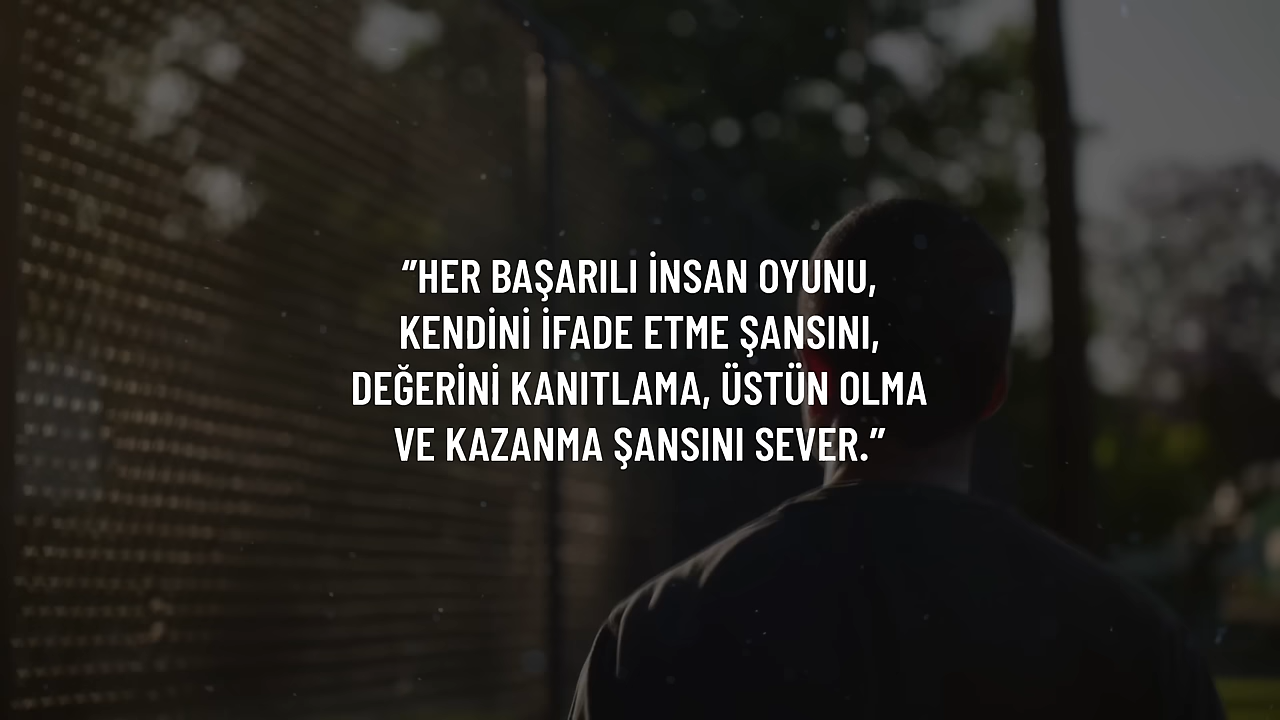 "HER BAŞARILI İNSAN OYUNU,
KENDİNİ İFADE ETME ŞANSINI,
DEĞERİNİ KANITLAMA, ÜSTÜN OLMA
VE KAZANMA ŞANSINI SEVER."